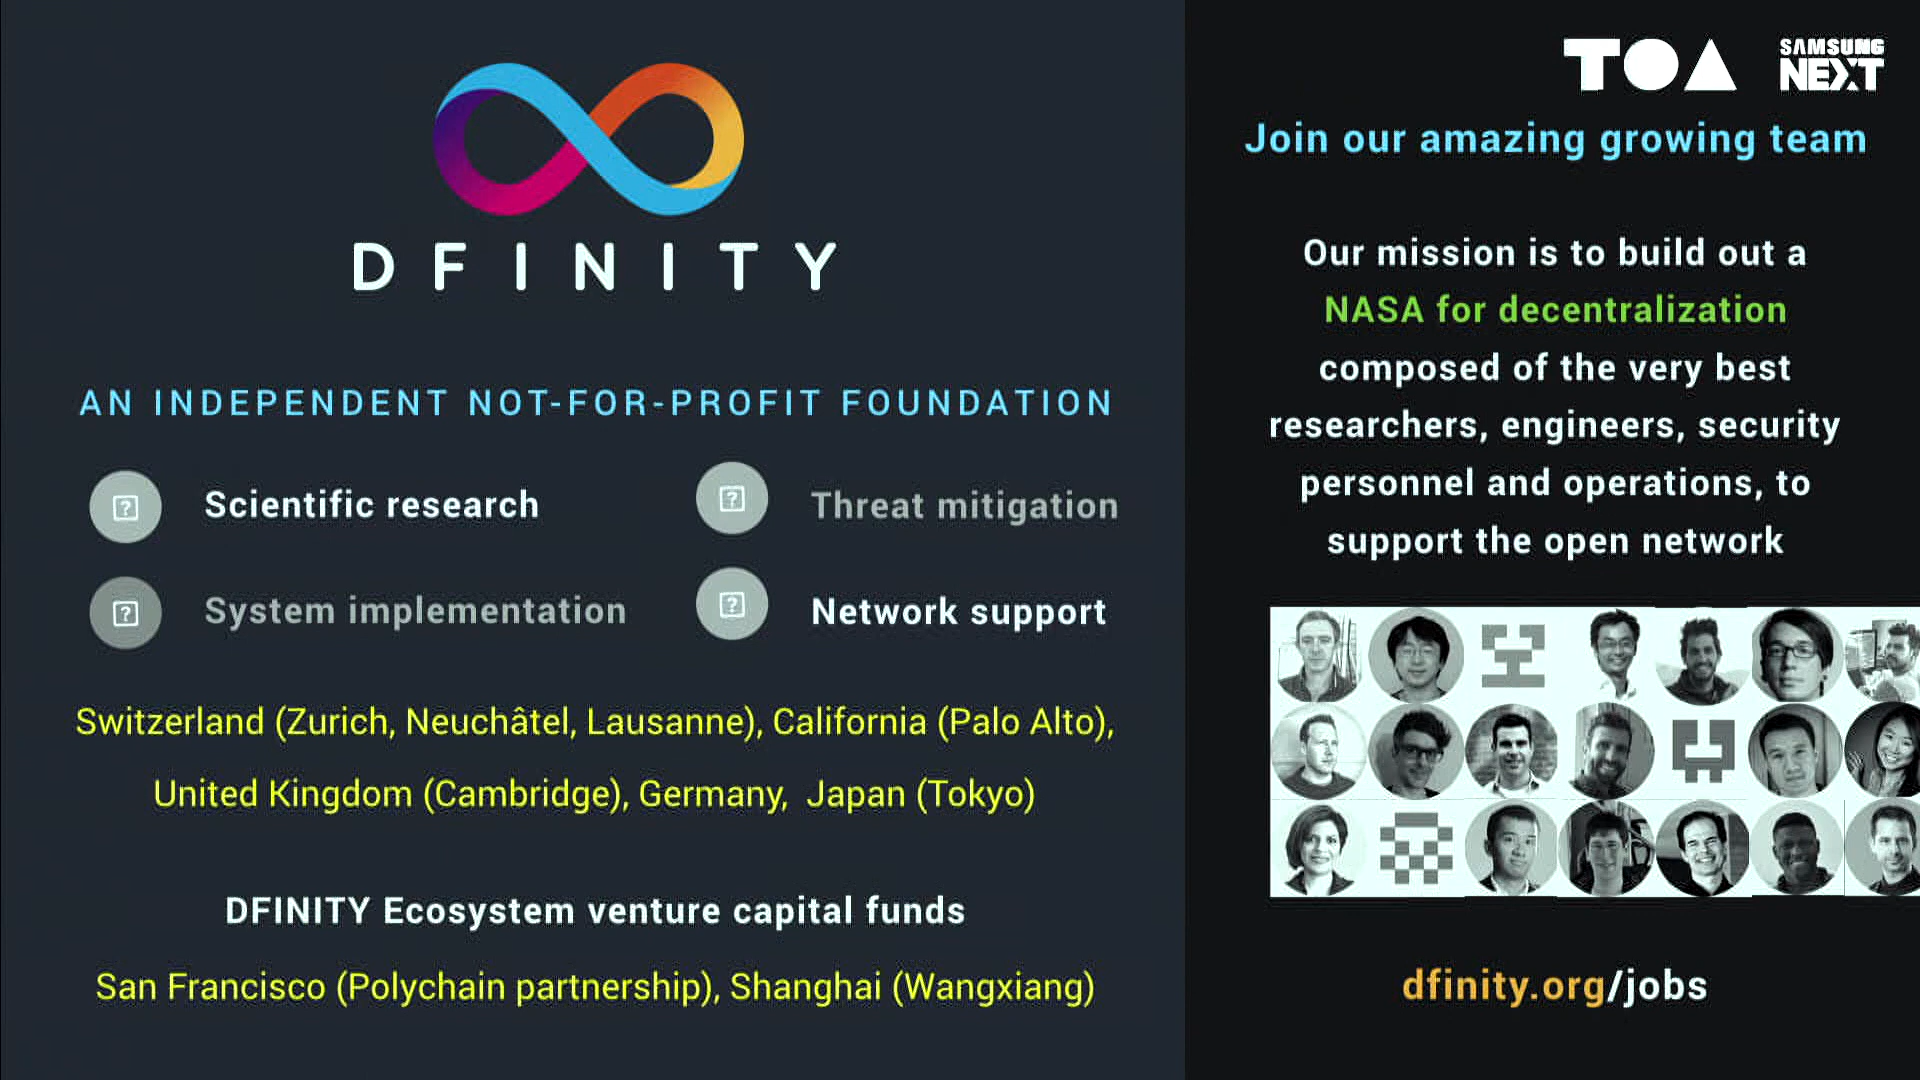 DFINITY
AN INDEPENDENT NOT-FOR-PROFIT FOUNDATION
Scientific research
Threat mitigation
System implementation
Network support
Switzerland (Zurich, Neuchâtel, Lausanne), California (Palo Alto),
United Kingdom (Cambridge), Germany, Japan (Tokyo)
DFINITY Ecosystem venture capital funds
San Francisco (Polychain partnership), Shanghai (Wangxiang)
TOA
SAMSUNG
NEXT
Join our amazing growing team
Our mission is to build out a
NASA for decentralization
composed of the very best
researchers, engineers, security
personnel and operations, to
support the open network
dfinity.org/jobs